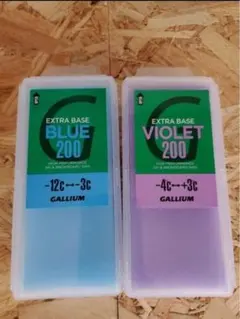 EXTRA BASE
BLUE
200
-12c↔-3c
GALLIUM
EXTRA BASE
VIOLET
200
-4c↔+3c
GALLIUM